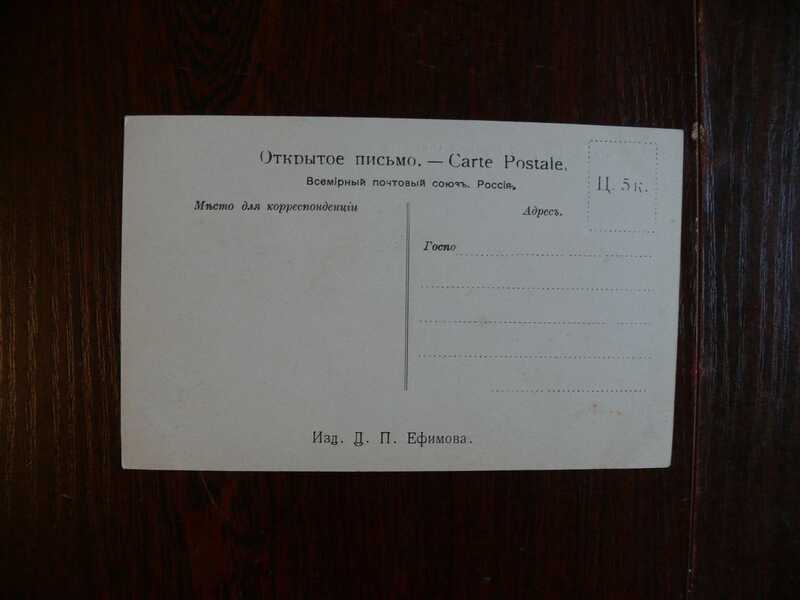 Открытое письмо. — Carte Postale.
Всемірный почтовый союзъ. Россія.
Ц. 5 к.
Мѣсто для корреспонденціи
Адресъ.
Госпо
Изд. Д. П. Ефимова.